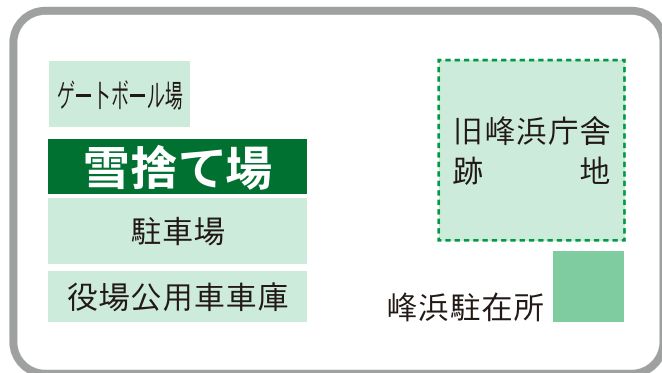 ゲートボール場
雪捨て場
駐車場
役場公用車車庫
旧峰浜庁舎
跡地
峰浜駐在所